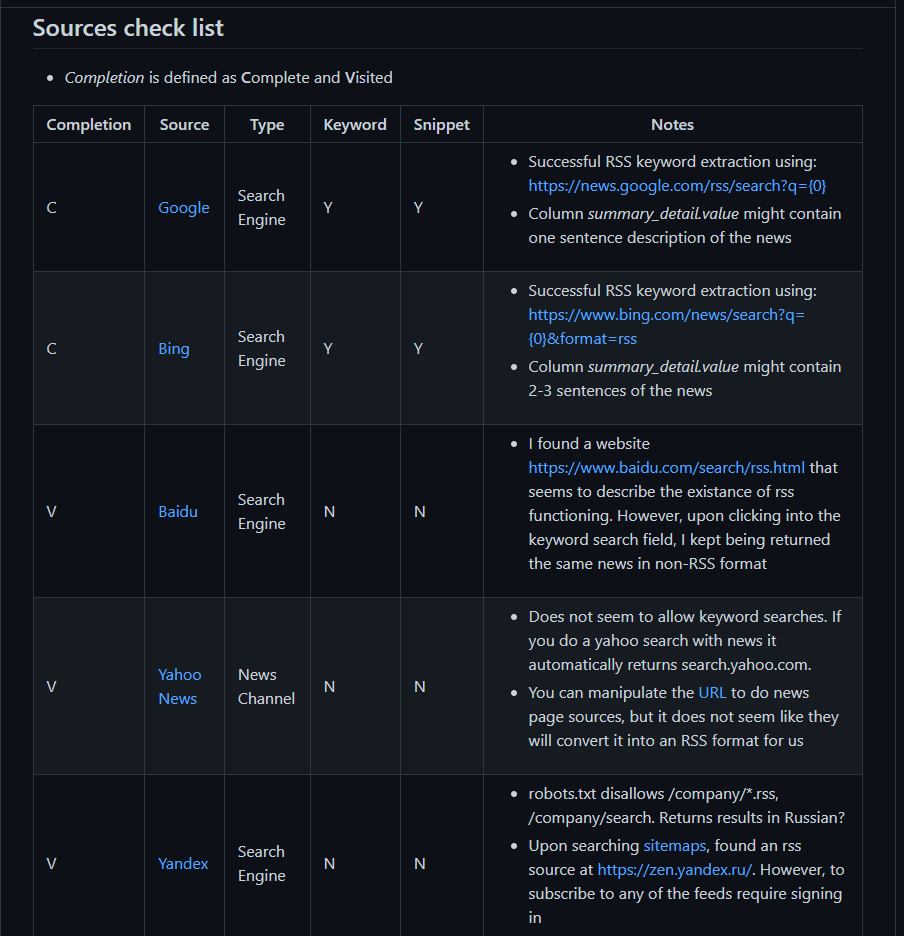 Sources check list
• Completion is defined as Complete and Visited
Completion Source Type Keyword Snippet Notes
C
Google
Search
Engine
Y
Y
• Successful RSS keyword extraction using:
https://news.google.com/rss/search?q={0}
• Column summary_detail.value might contain
one sentence description of the news
C
Bing
Search
Engine
Y
Y
• Successful RSS keyword extraction using:
https://www.bing.com/news/search?q=
{0}&format=rss
• Column summary_detail.value might contain
2-3 sentences of the news
V
Baidu
Search
Engine
N
N
• I found a website
https://www.baidu.com/search/rss.html that
seems to describe the existance of rss
functioning. However, upon clicking into the
keyword search field, I kept being returned
the same news in non-RSS format
V
Yahoo
News
News
Channel
N
N
• Does not seem to allow keyword searches. If
you do a yahoo search with news it
automatically returns search.yahoo.com.
• You can manipulate the URL to do news
page sources, but it does not seem like they
will convert it into an RSS format for us
V
Yandex
Search
Engine
N
N
• robots.txt disallows /company/*.rss,
/company/search. Returns results in Russian?
• Upon searching sitemaps, found an rss
source at https://zen.yandex.ru/. However, to
subscribe to any of the feeds require signing
in